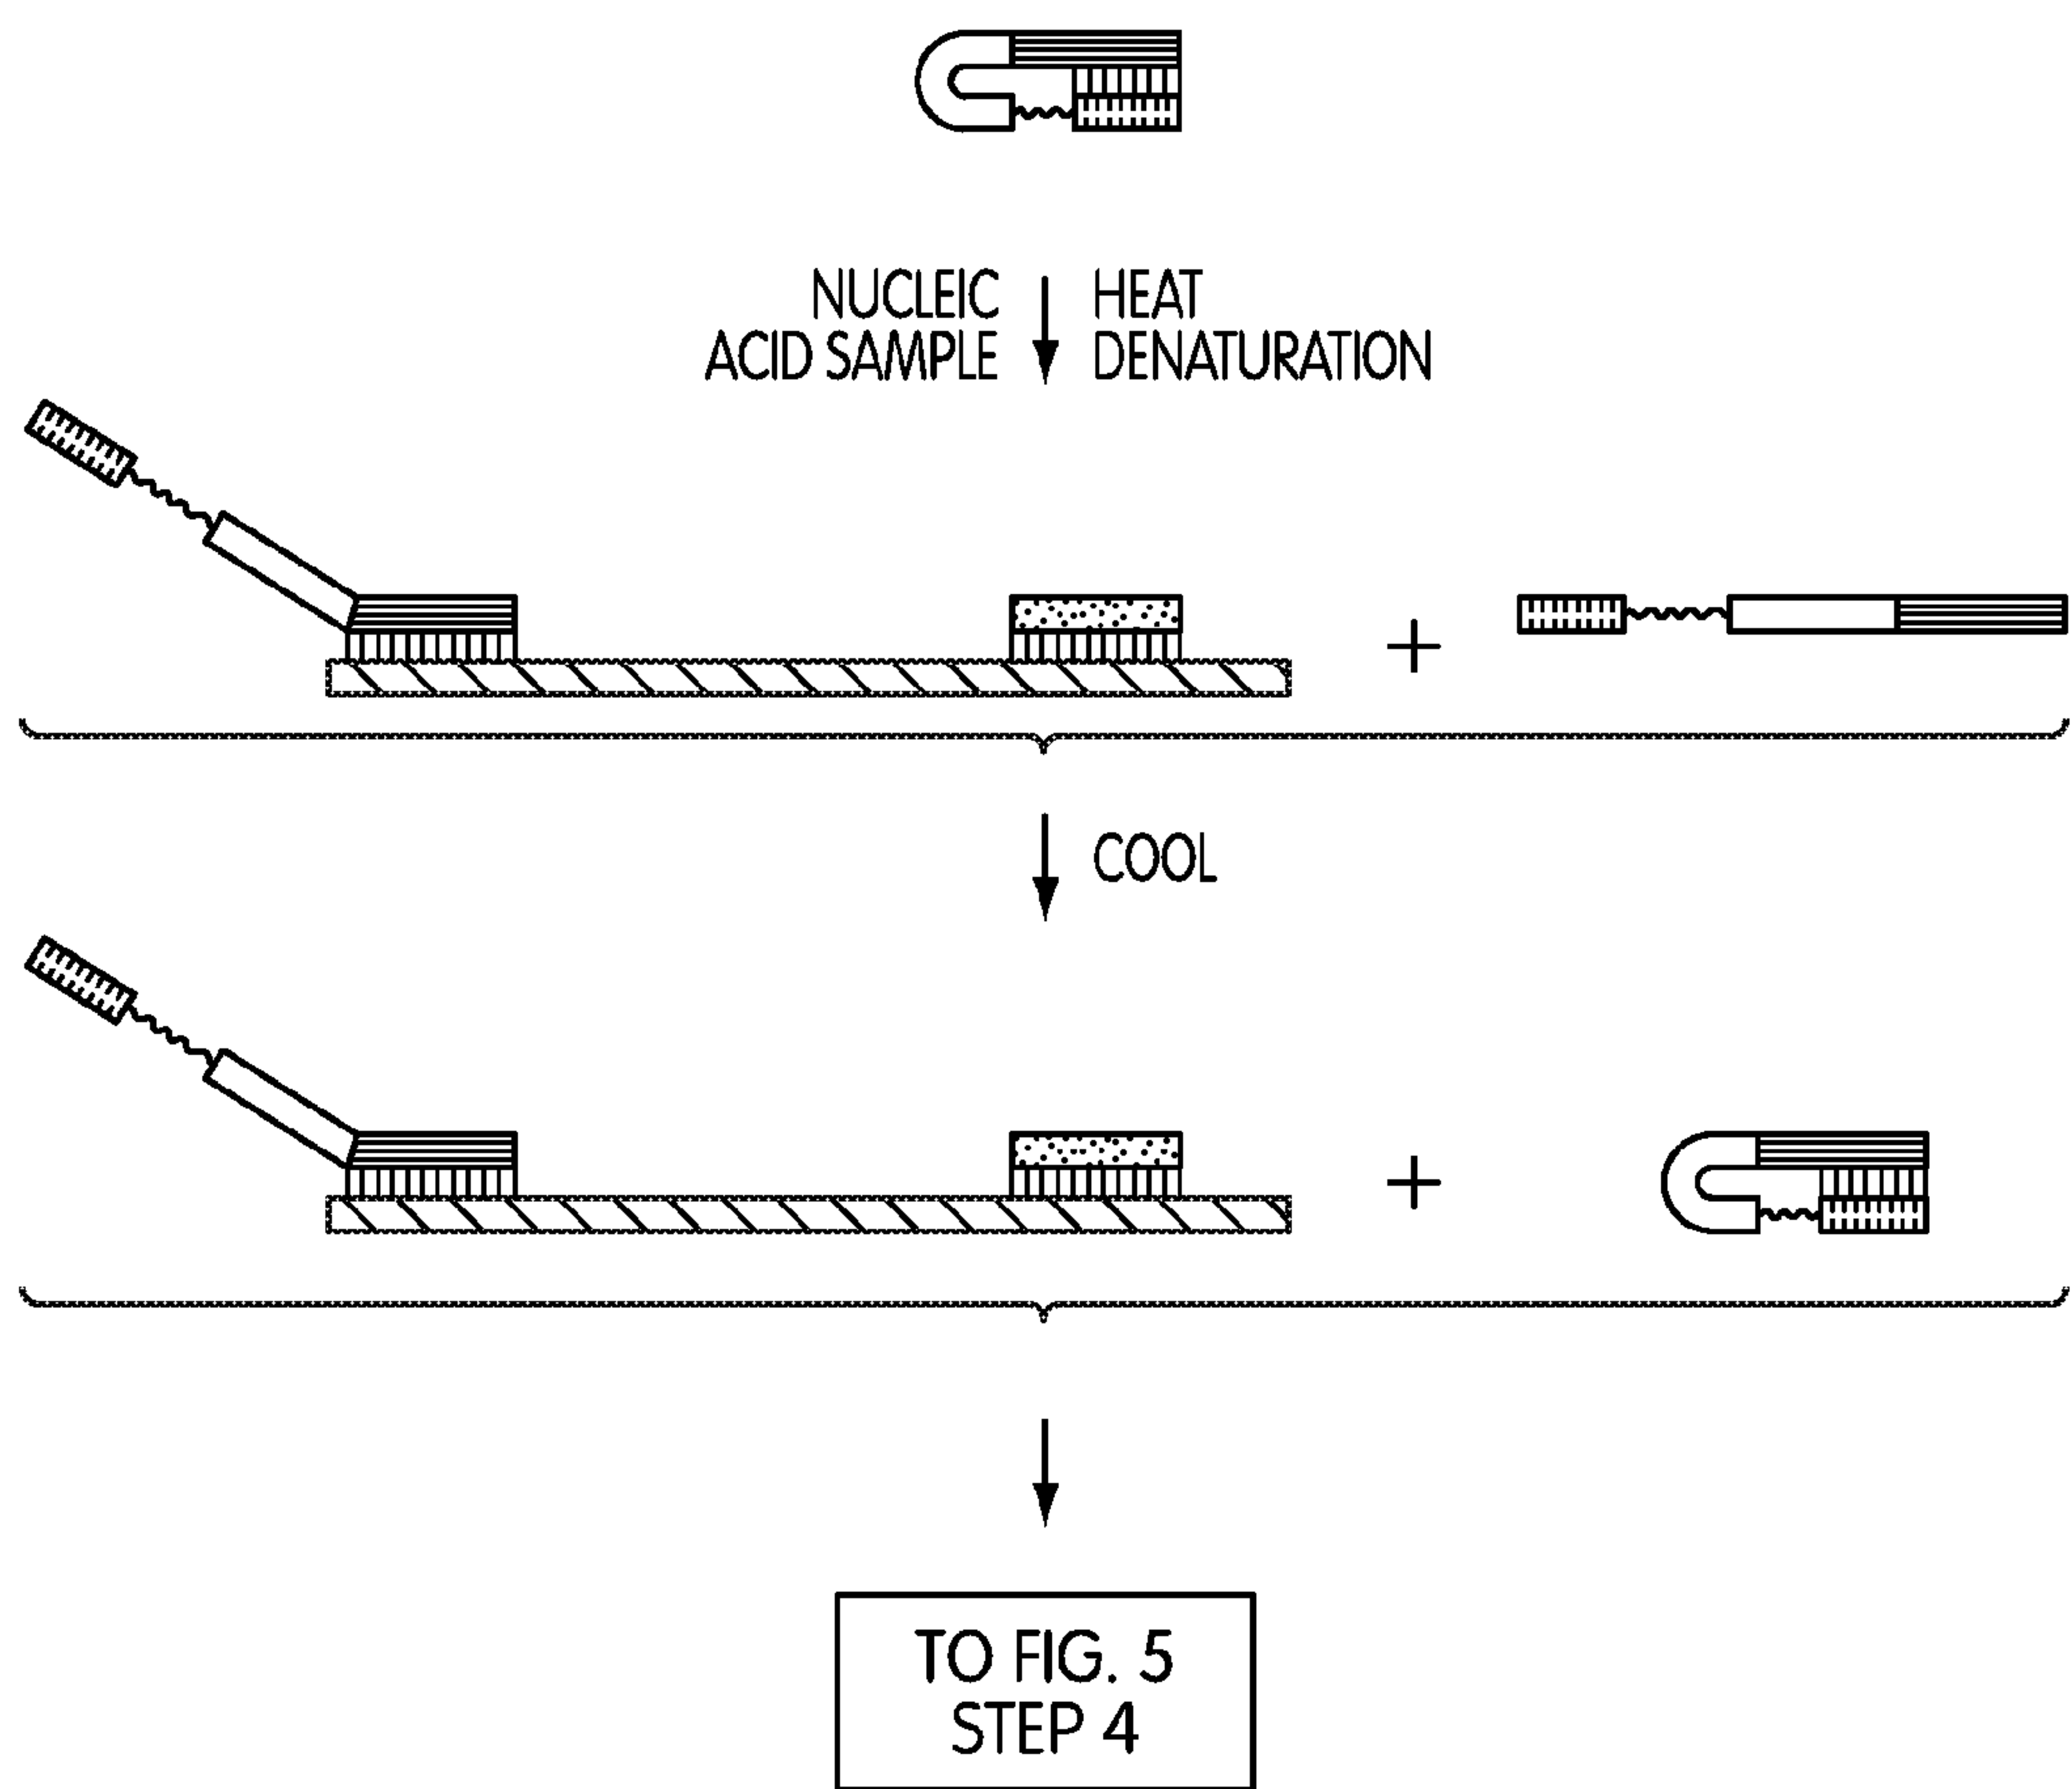 NUCLEIC
ACID SAMPLE
HEAT
DENATURATION
COOL
TO FIG. 5
STEP 4